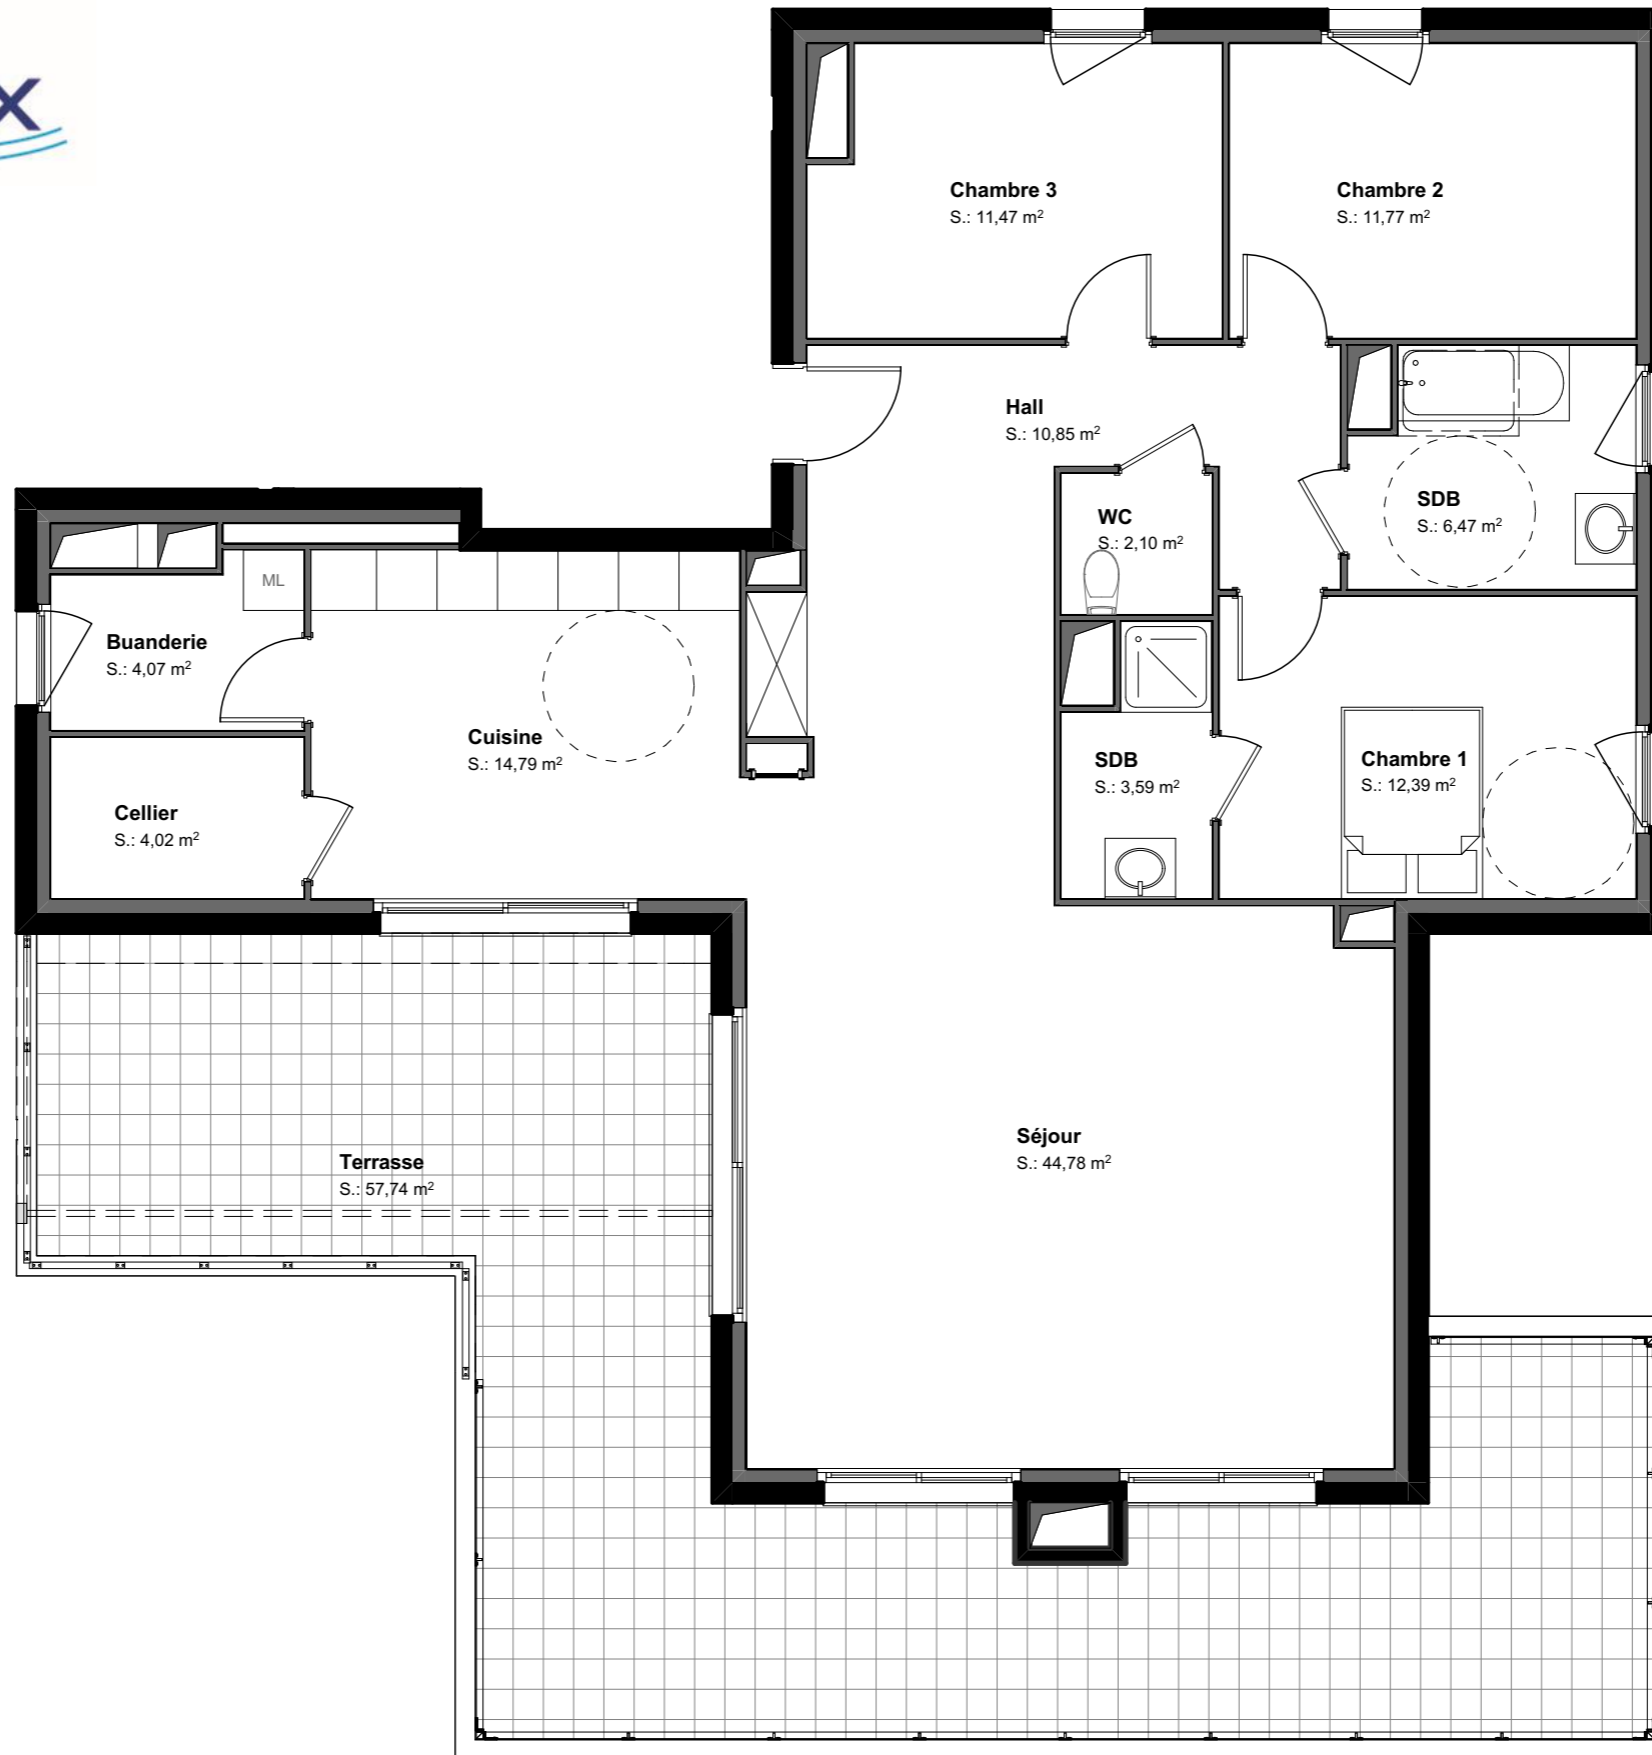 x
Chambre 3
S.: 11,47 m²
Chambre 2
S.: 11,77 m²
Hall
S.: 10,85 m²
WC
S.: 2,10 m²
SDB
S.: 6,47 m²
ML
Buanderie
S.: 4,07 m²
Cuisine
S.: 14,79 m²
SDB
S.: 3,59 m²
Chambre 1
S.: 12,39 m²
Cellier
S.: 4,02 m²
Séjour
S.: 44,78 m²
Terrasse
S.: 57,74 m²